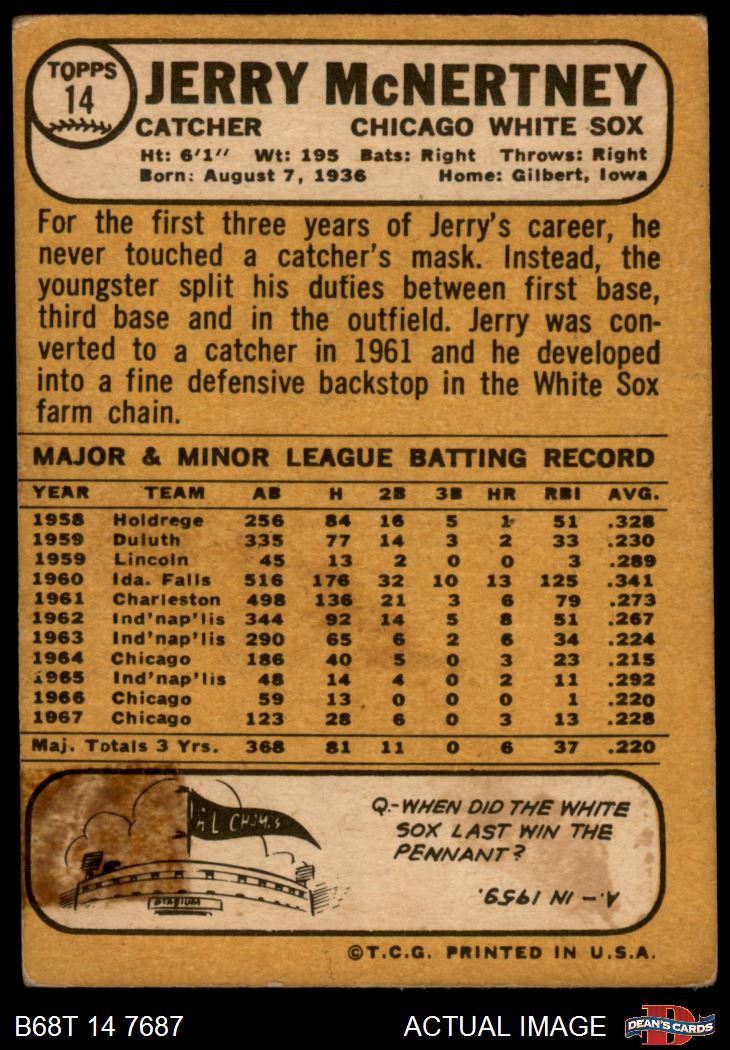 TOPPS
14
JERRY McNERTNEY
CATCHER CHICAGO WHITE SOX
Ht: 6'1" Wt: 195 Bats: Right Throws: Right
Born: August 7, 1936 Home: Gilbert, Iowa
For the first three years of Jerry's career, he
never touched a catcher's mask. Instead, the
youngster split his duties between first base,
third base and in the outfield. Jerry was con-
verted to a catcher in 1961 and he developed
into a fine defensive backstop in the White Sox
farm chain.
MAJOR & MINOR LEAGUE BATTING RECORD
YEAR TEAM AB H 2B 3B HR RBI AVG.
1958 Holdrege 256 84 16 5 1 51 .328
1959 Duluth 335 77 14 3 2 33 .230
1959 Lincoln 45 13 2 0 0 3 .289
1960 Ida. Falls 516 176 32 10 13 125 .341
1961 Charleston 498 136 21 3 6 79 .273
1962 Ind'nap'lis 344 92 14 5 8 51 .267
1963 Ind'nap'lis 290 65 6 2 6 34 .224
1964 Chicago 186 40 5 0 3 23 .215
1965 Ind'nap'lis 48 14 4 0 2 11 .292
1966 Chicago 59 13 0 0 0 1 .220
1967 Chicago 123 28 6 0 3 13 .228
Maj. Totals 3 Yrs. 368 81 11 0 6 37 .220
A L CHAM'S
STADIUM
Q.-WHEN DID THE WHITE
SOX LAST WIN THE
PENNANT?
A.-IN 1959.
©T.C.G. PRINTED IN U.S.A.
B68T 14 7687 ACTUAL IMAGE
D
DEAN'S CARDS